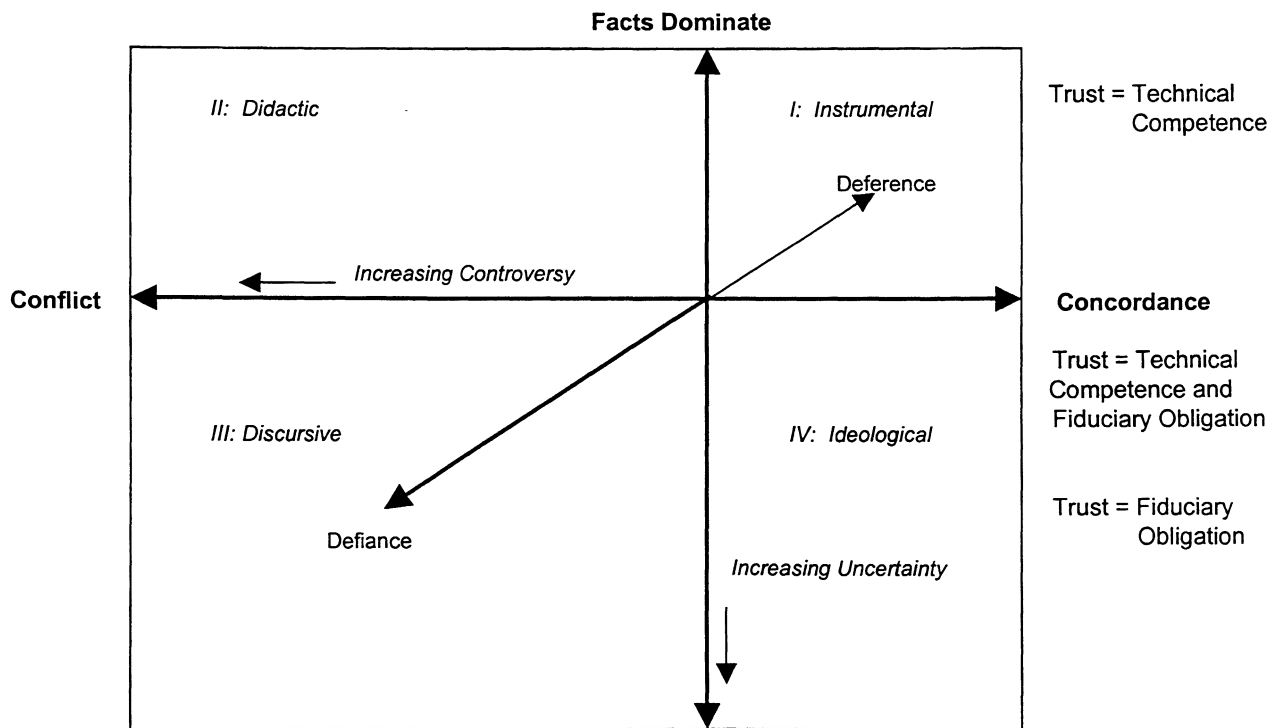 Facts Dominate
II: Didactic
I: Instrumental
Trust = Technical
Competence
Deference
Increasing Controversy
Conflict
Concordance
Trust = Technical
Competence and
Fiduciary Obligation
III: Discursive
IV: Ideological
Trust = Fiduciary
Obligation
Defiance
Increasing Uncertainty